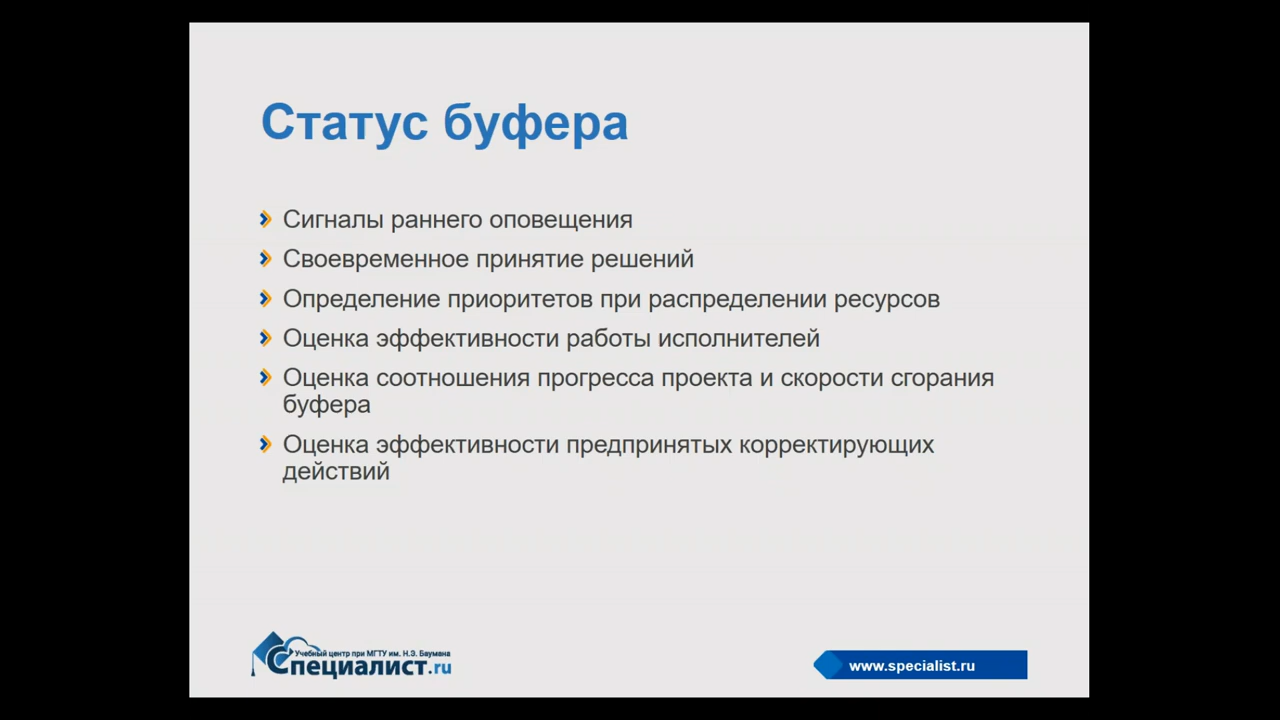 Статус буфера
Сигналы раннего оповещения
Своевременное принятие решений
Определение приоритетов при распределении ресурсов
Оценка эффективности работы исполнителей
Оценка соотношения прогресса проекта и скорости сгорания
буфера
Оценка эффективности предпринятых корректирующих
действий
Учебный центр при МГТУ им. Н.Э. Баумана
Специалист.ru
www.specialist.ru